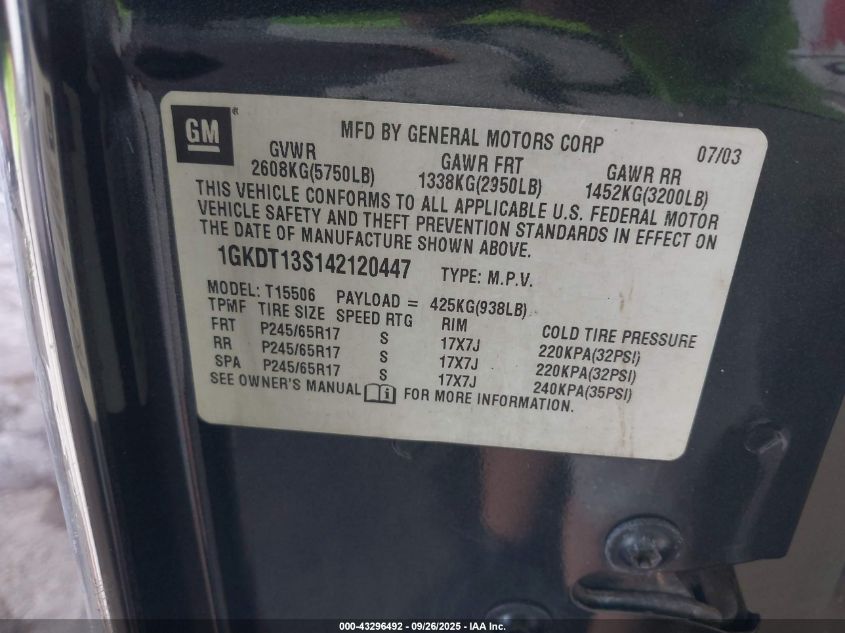 GM ® MFD BY GENERAL MOTORS CORP 07/03
GVWR GAWR FRT GAWR RR
2608KG(5750LB) 1338KG(2950LB) 1452KG(3200LB)
THIS VEHICLE CONFORMS TO ALL APPLICABLE U.S. FEDERAL MOTOR
VEHICLE SAFETY AND THEFT PREVENTION STANDARDS IN EFFECT ON
THE DATE OF MANUFACTURE SHOWN ABOVE.
1GKDT13S142120447 TYPE: M.P.V.
MODEL: T15506 PAYLOAD = 425KG(938LB)
TPMF TIRE SIZE SPEED RTG RIM COLD TIRE PRESSURE
FRT P245/65R17 S 17X7J 220KPA(32PSI)
RR P245/65R17 S 17X7J 220KPA(32PSI)
SPA P245/65R17 S 17X7J 240KPA(35PSI)
SEE OWNER'S MANUAL FOR MORE INFORMATION.
000-43296492 - 09/26/2025 - IAA Inc.